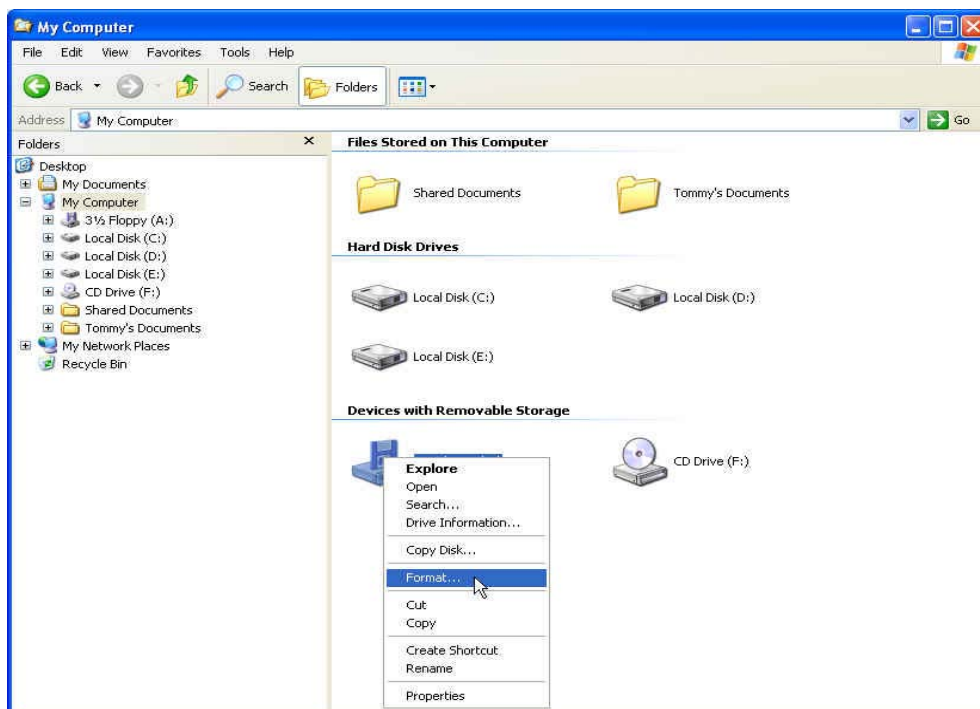 My Computer
File Edit View Favorites Tools Help
Back Search Folders
Address My Computer Go
Folders
Desktop
My Documents
My Computer
3½ Floppy (A:)
Local Disk (C:)
Local Disk (D:)
Local Disk (E:)
CD Drive (F:)
Shared Documents
Tommy's Documents
My Network Places
Recycle Bin
Files Stored on This Computer
Shared Documents Tommy's Documents
Hard Disk Drives
Local Disk (C:) Local Disk (D:)
Local Disk (E:)
Devices with Removable Storage
CD Drive (F:)
Explore
Open
Search...
Drive Information...
Copy Disk...
Format...
Cut
Copy
Create Shortcut
Rename
Properties